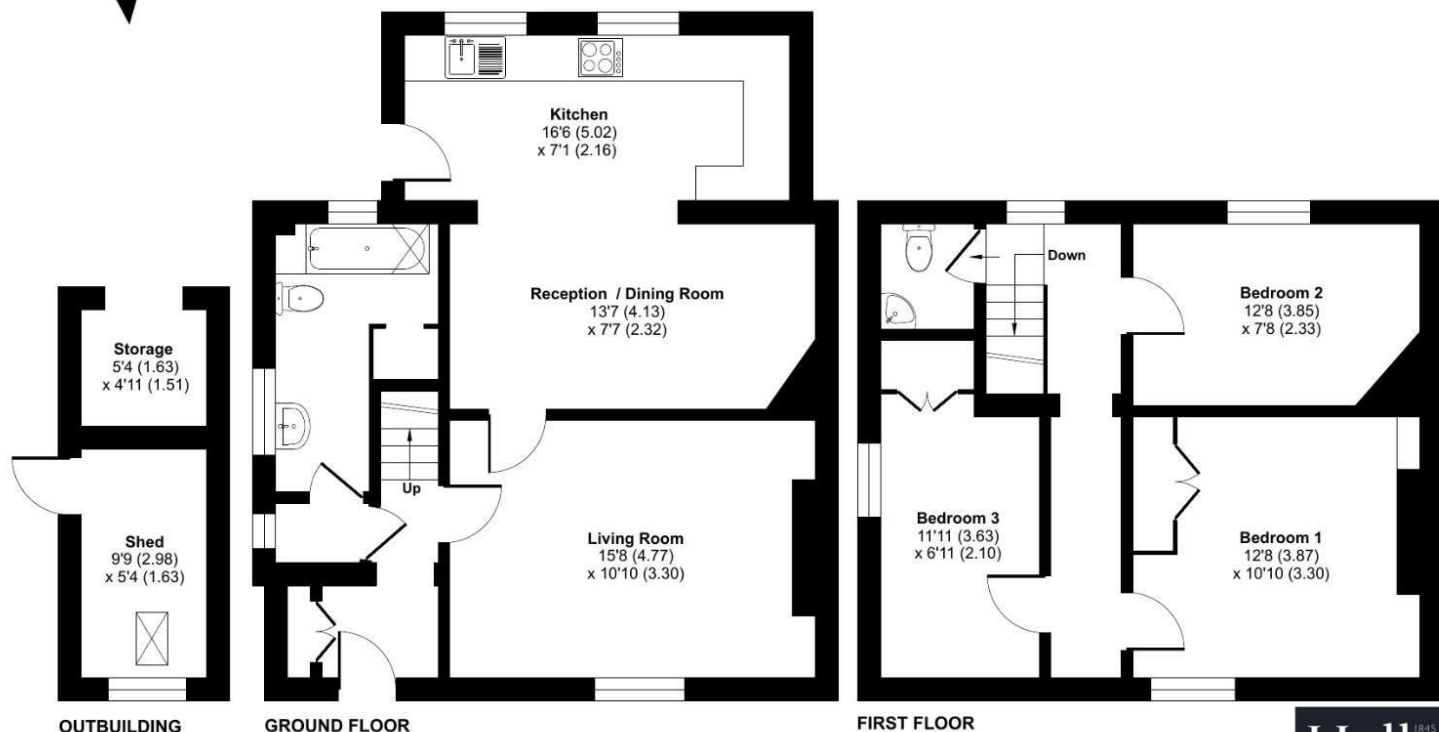 Kitchen
16'6 (5.02)
x 7'1 (2.16)
Reception / Dining Room
13'7 (4.13)
x 7'7 (2.32)
Down
Bedroom 2
12'8 (3.85)
x 7'8 (2.33)
Storage
5'4 (1.63)
x 4'11 (1.51)
Up
Shed
9'9 (2.98)
x 5'4 (1.63)
Living Room
15'8 (4.77)
x 10'10 (3.30)
Bedroom 3
11'11 (3.63)
x 6'11 (2.10)
Bedroom 1
12'8 (3.87)
x 10'10 (3.30)
OUTBUILDING
GROUND FLOOR
FIRST FLOOR
1845